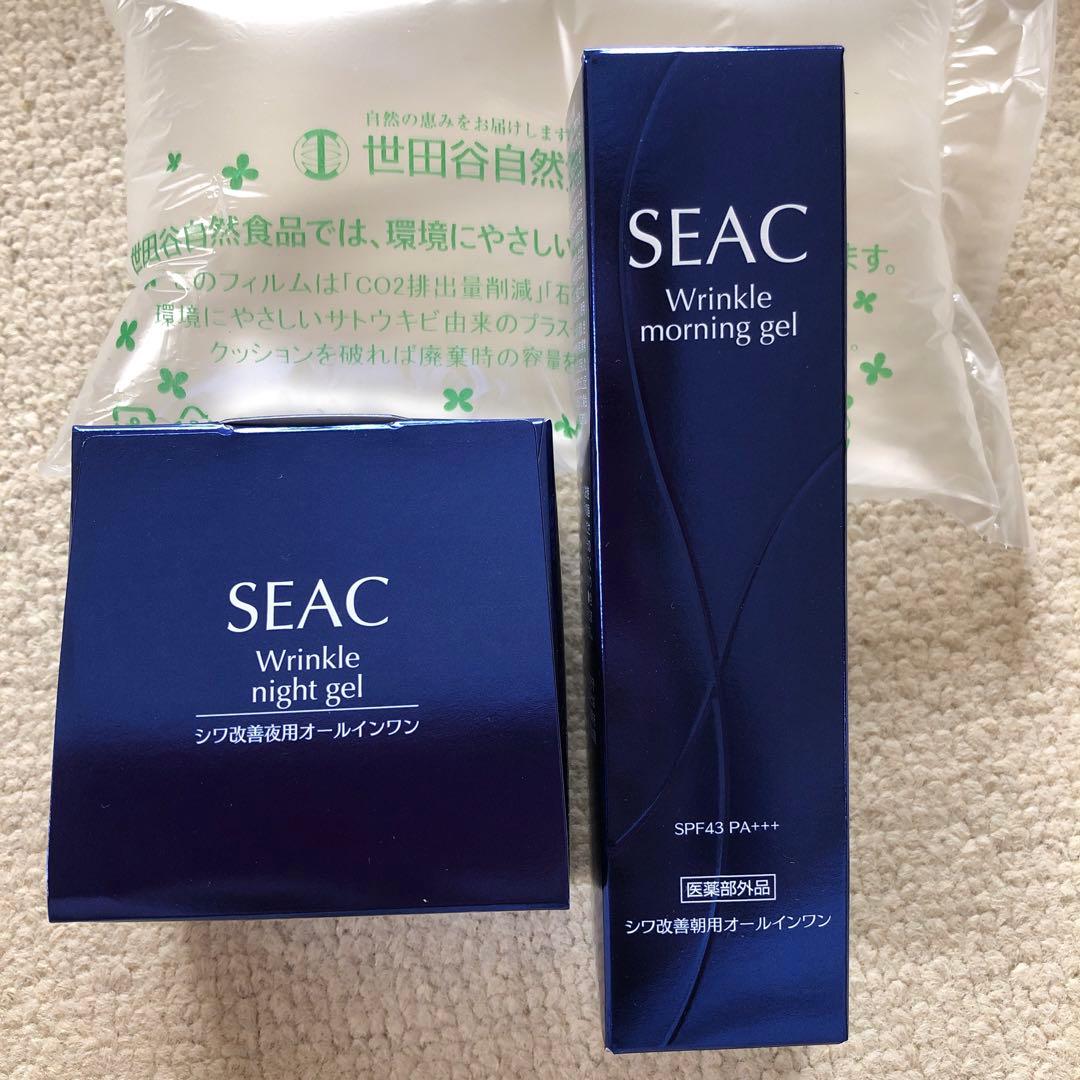 自然の恵みをお届けします
世田谷自然
世田谷自然食品では、環境にやさしい
ます。
のフィルムは「CO2排出量削減」「石
環境にやさしいサトウキビ由来のプラス
クッションを破れば廃棄時の容量を
SEAC
Wrinkle
morning gel
SPF43 PA+++
医薬部外品
シワ改善朝用オールインワン
SEAC
Wrinkle
night gel
シワ改善夜用オールインワン